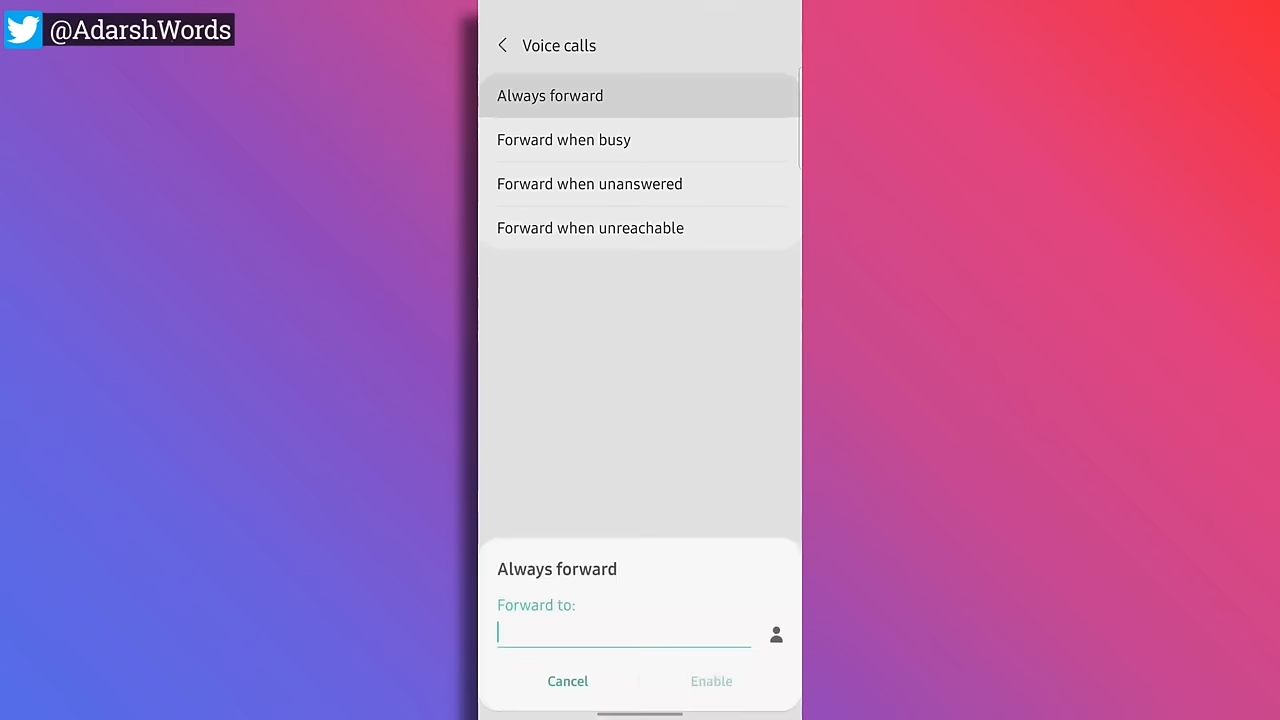 @AdarshWords
Voice calls
Always forward
Forward when busy
Forward when unanswered
Forward when unreachable
Always forward
Forward to:
Cancel
Enable